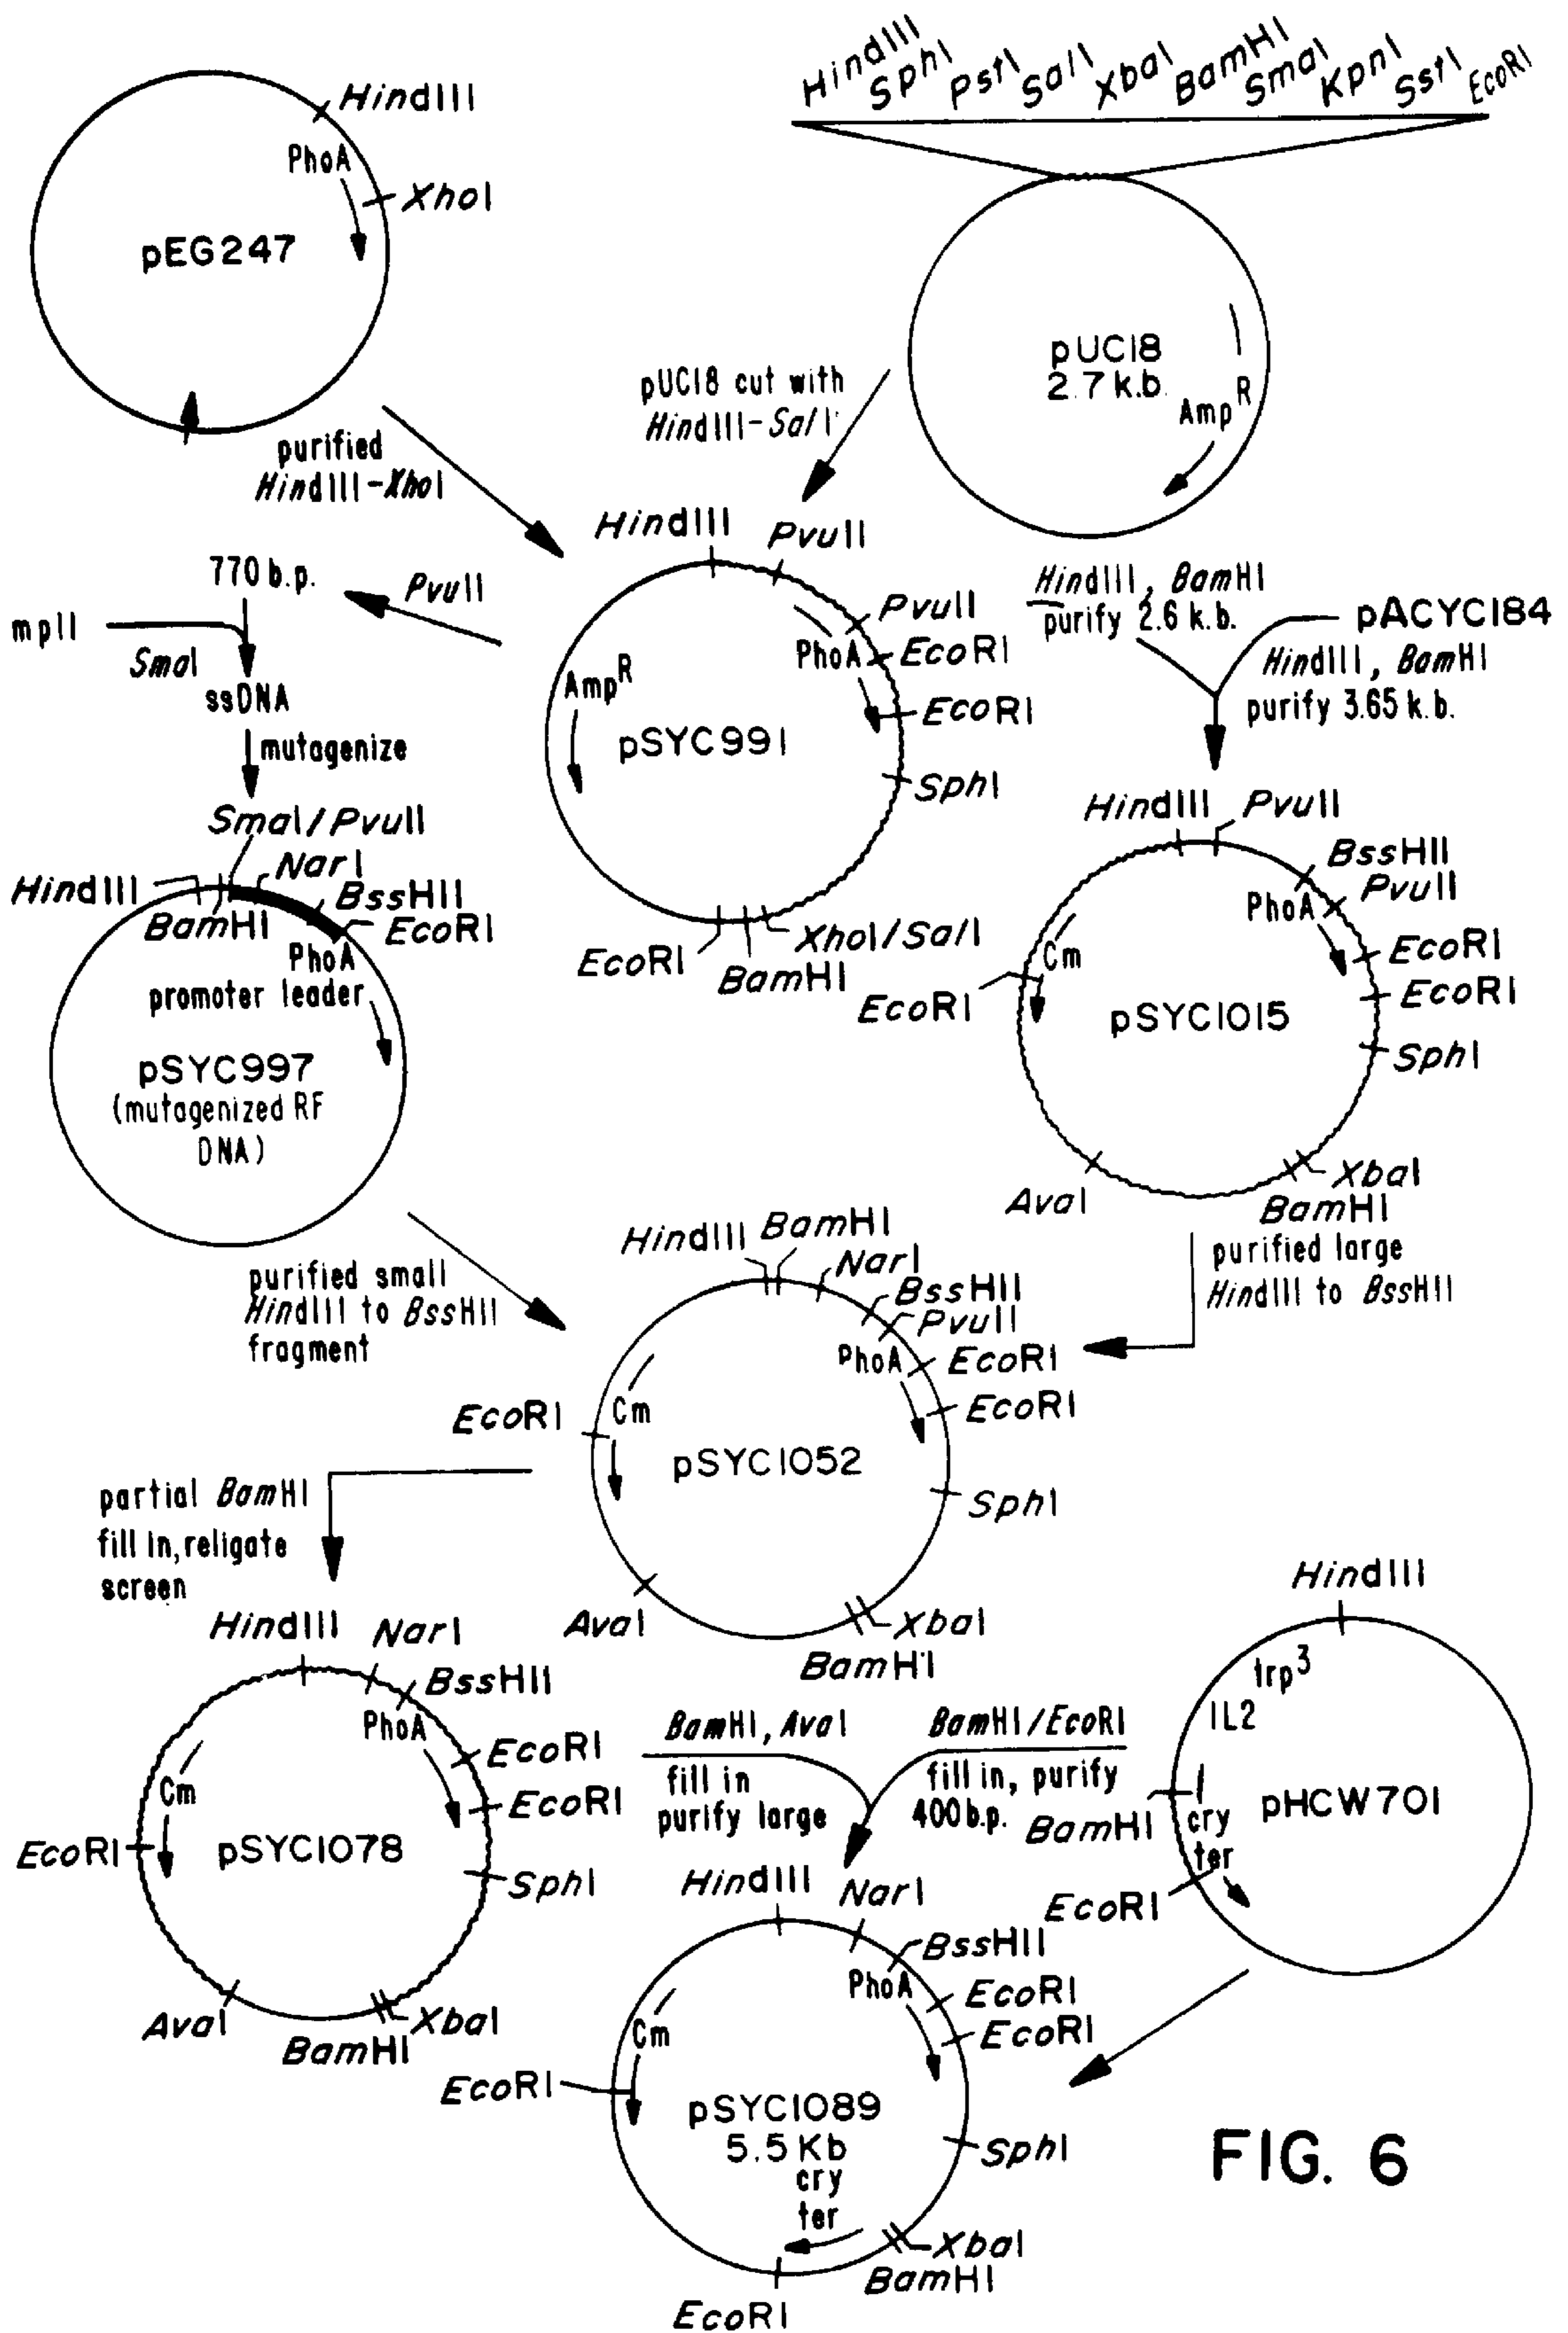 HindIII
SphI
PstI
SalI
XbaI
BamHI
SmaI
KpnI
SstI
EcoRI
HindIII
PhoA
XhoI
pEG247
pUC18
2.7 k.b.
Amp R
pUC18 cut with
HindIII-SalI
purified
HindIII-XhoI
HindIII
PvuII
PvuII
EcoRI
PhoA
EcoRI
Amp R
pSYC991
SphI
XhoI/SalI
EcoRI
BamHI
770 b.p.
PvuII
mp11
SmaI
ssDNA
mutagenize
HindIII, BamHI
purify 2.6 k.b.
pACYC184
HindIII, BamHI
purify 3.65 k.b.
SmaI/PvuII
NarI
HindIII
BssHII
BamHI
EcoRI
PhoA
promoter leader
pSYC997
(mutagenized RF
DNA)
HindIII
PvuII
BssHII
PvuII
PhoA
Cm
EcoRI
EcoRI
EcoRI
pSYC1015
SphI
XbaI
AvaI
BamHI
purified small
HindIII to BssHII
fragment
purified large
HindIII to BssHII
HindIII
BamHI
NarI
BssHII
PvuII
PhoA
EcoRI
EcoRI
EcoRI
Cm
pSYC1052
SphI
AvaI
XbaI
BamHI
partial BamHI
fill in, religate
screen
HindIII
NarI
BssHII
PhoA
EcoRI
EcoRI
Cm
EcoRI
pSYC1078
SphI
AvaI
XbaI
BamHI
BamHI, AvaI
fill in
purify large
BamHI/EcoRI
fill in, purify
400 b.p.
HindIII
trp3
IL2
pHCW701
BamHI
cry
ter
EcoRI
HindIII
NarI
BssHII
PhoA
EcoRI
EcoRI
Cm
EcoRI
pSYC1089
5.5 Kb
cry
ter
SphI
XbaI
BamHI
EcoRI
FIG. 6